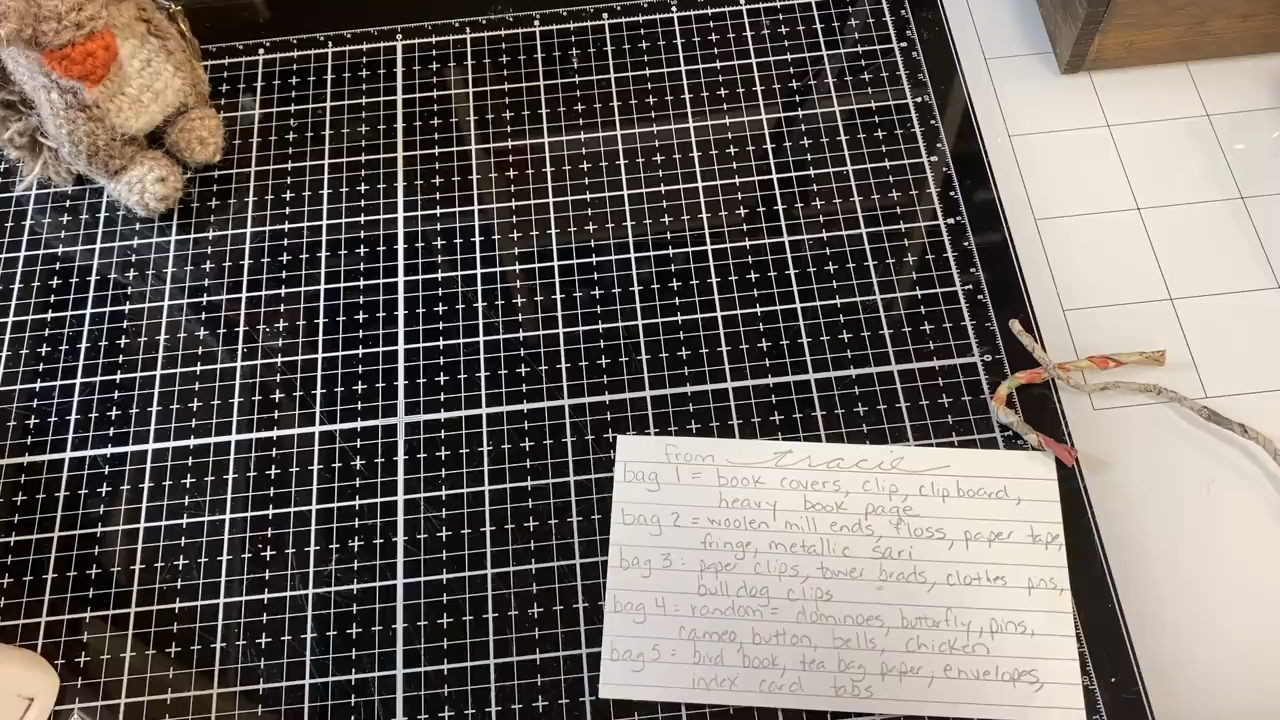 from tracie
bag 1 = book covers, clip, clipboard,
heavy book page
bag 2 = woolen mill ends, floss, paper tape,
fringe, metallic sari
bag 3 = paper clips, tower brads, clothes pins,
bull dog clips
bag 4 = random = dominoes, butterfly, pins,
cameo, button, bells, chicken
bag 5 = bird book, tea bag paper, envelopes,
index card tabs